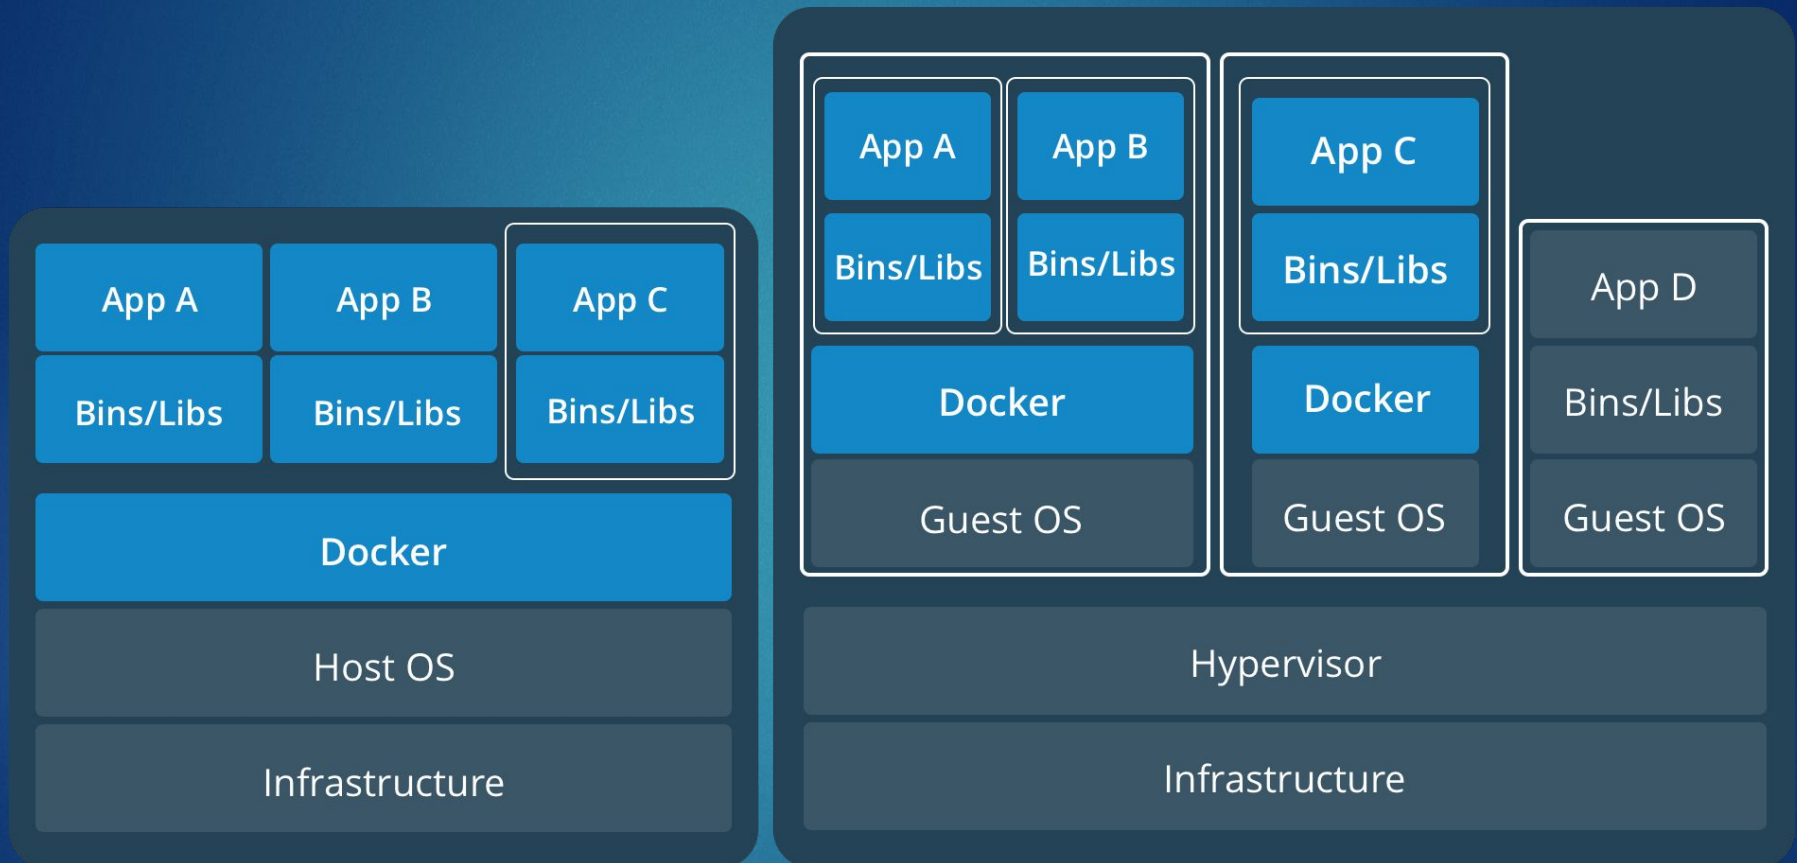 App A
App B
App C
Bins/Libs
Bins/Libs
Bins/Libs
Docker
Host OS
Infrastructure
App A
App B
Bins/Libs
Bins/Libs
Docker
Guest OS
App C
Bins/Libs
Docker
Guest OS
App D
Bins/Libs
Guest OS
Hypervisor
Infrastructure